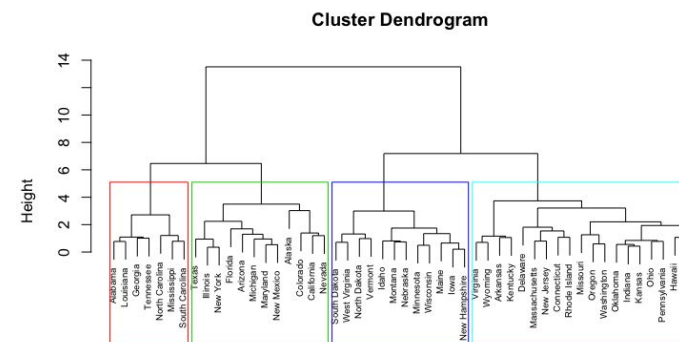 Cluster Dendrogram
Height
14
10
8
6
4
2
0
Alabama
Louisiana
Georgia
Tennessee
North Carolina
Mississippi
South Carolina
Texas
Illinois
New York
Florida
Arizona
Michigan
Maryland
New Mexico
Alaska
Colorado
California
Nevada
South Dakota
West Virginia
North Dakota
Vermont
Idaho
Montana
Nebraska
Minnesota
Wisconsin
Maine
Iowa
New Hampshire
Virginia
Wyoming
Arkansas
Kentucky
Delaware
Massachusetts
New Jersey
Connecticut
Rhode Island
Missouri
Oregon
Washington
Oklahoma
Indiana
Kansas
Ohio
Pennsylvania
Hawaii